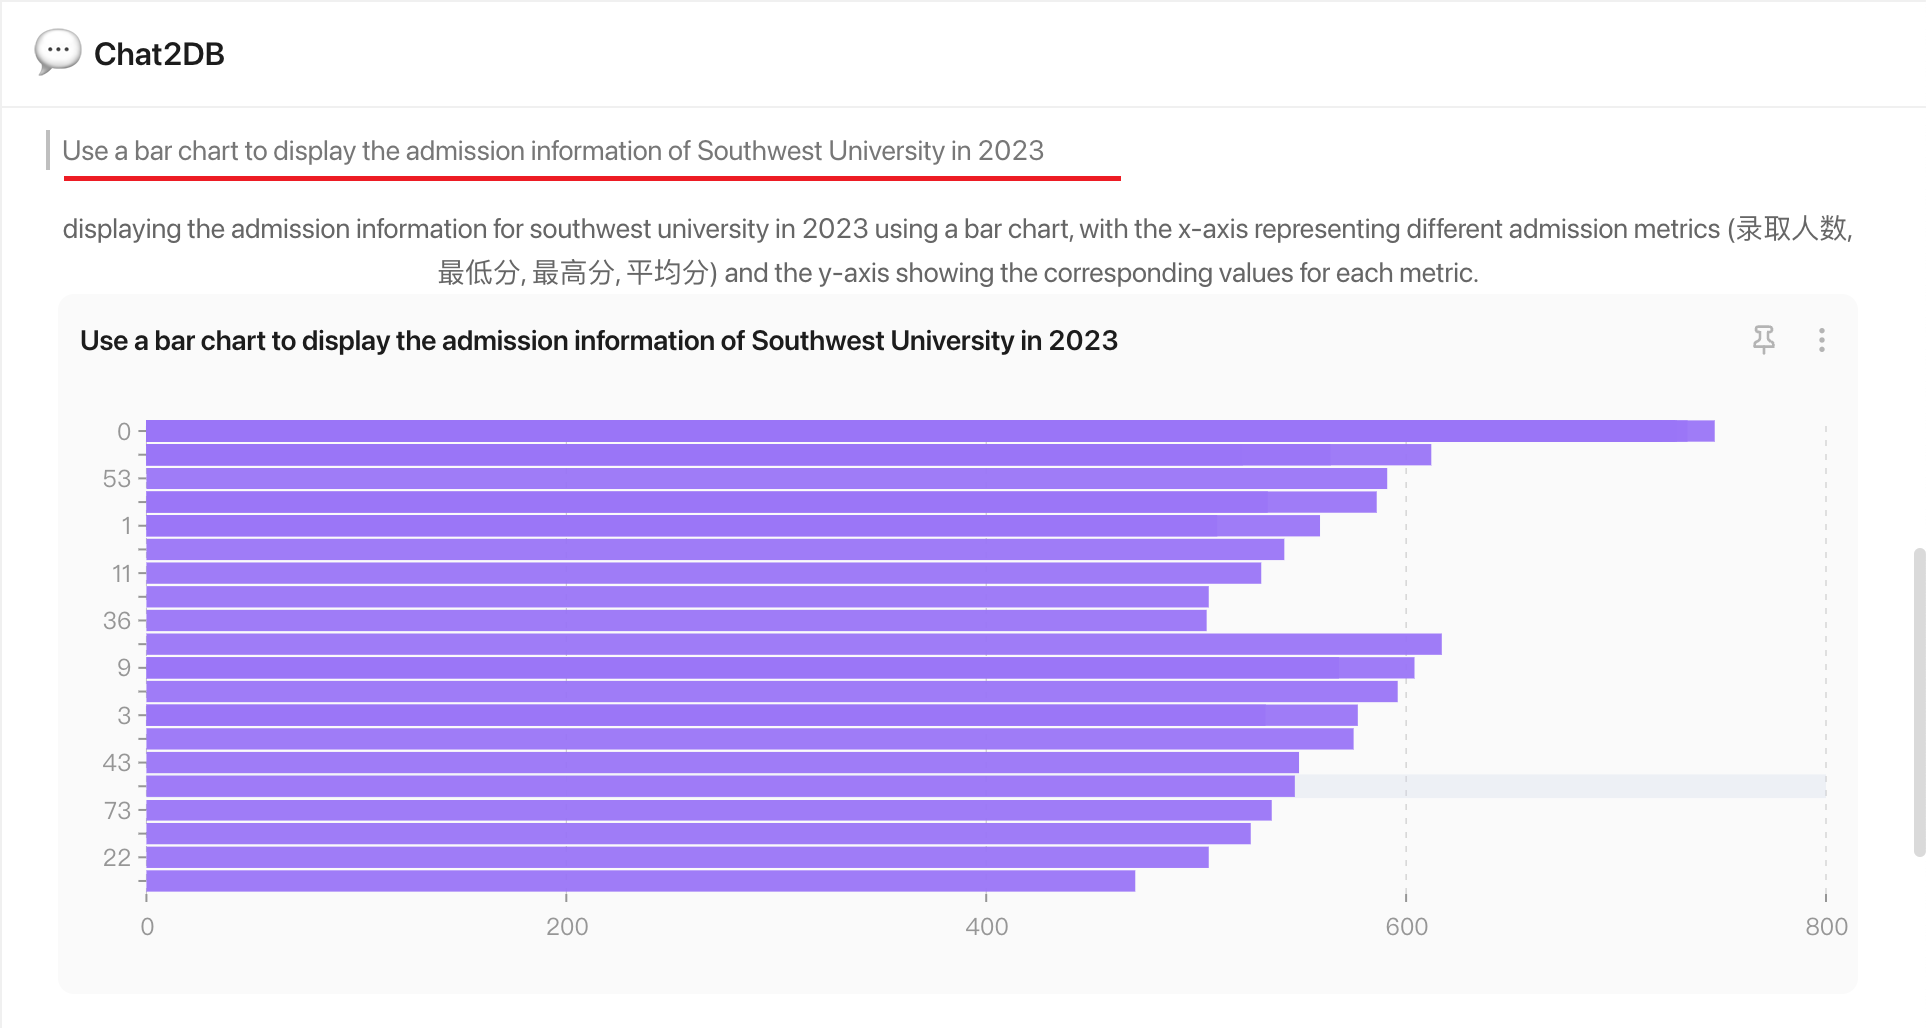 Chat2DB
Use a bar chart to display the admission information of Southwest University in 2023
displaying the admission information for southwest university in 2023 using a bar chart, with the x-axis representing different admission metrics (录取人数,
最低分, 最高分, 平均分) and the y-axis showing the corresponding values for each metric.
Use a bar chart to display the admission information of Southwest University in 2023
0
53
1
11
36
9
3
43
73
22
0 200 400 600 800